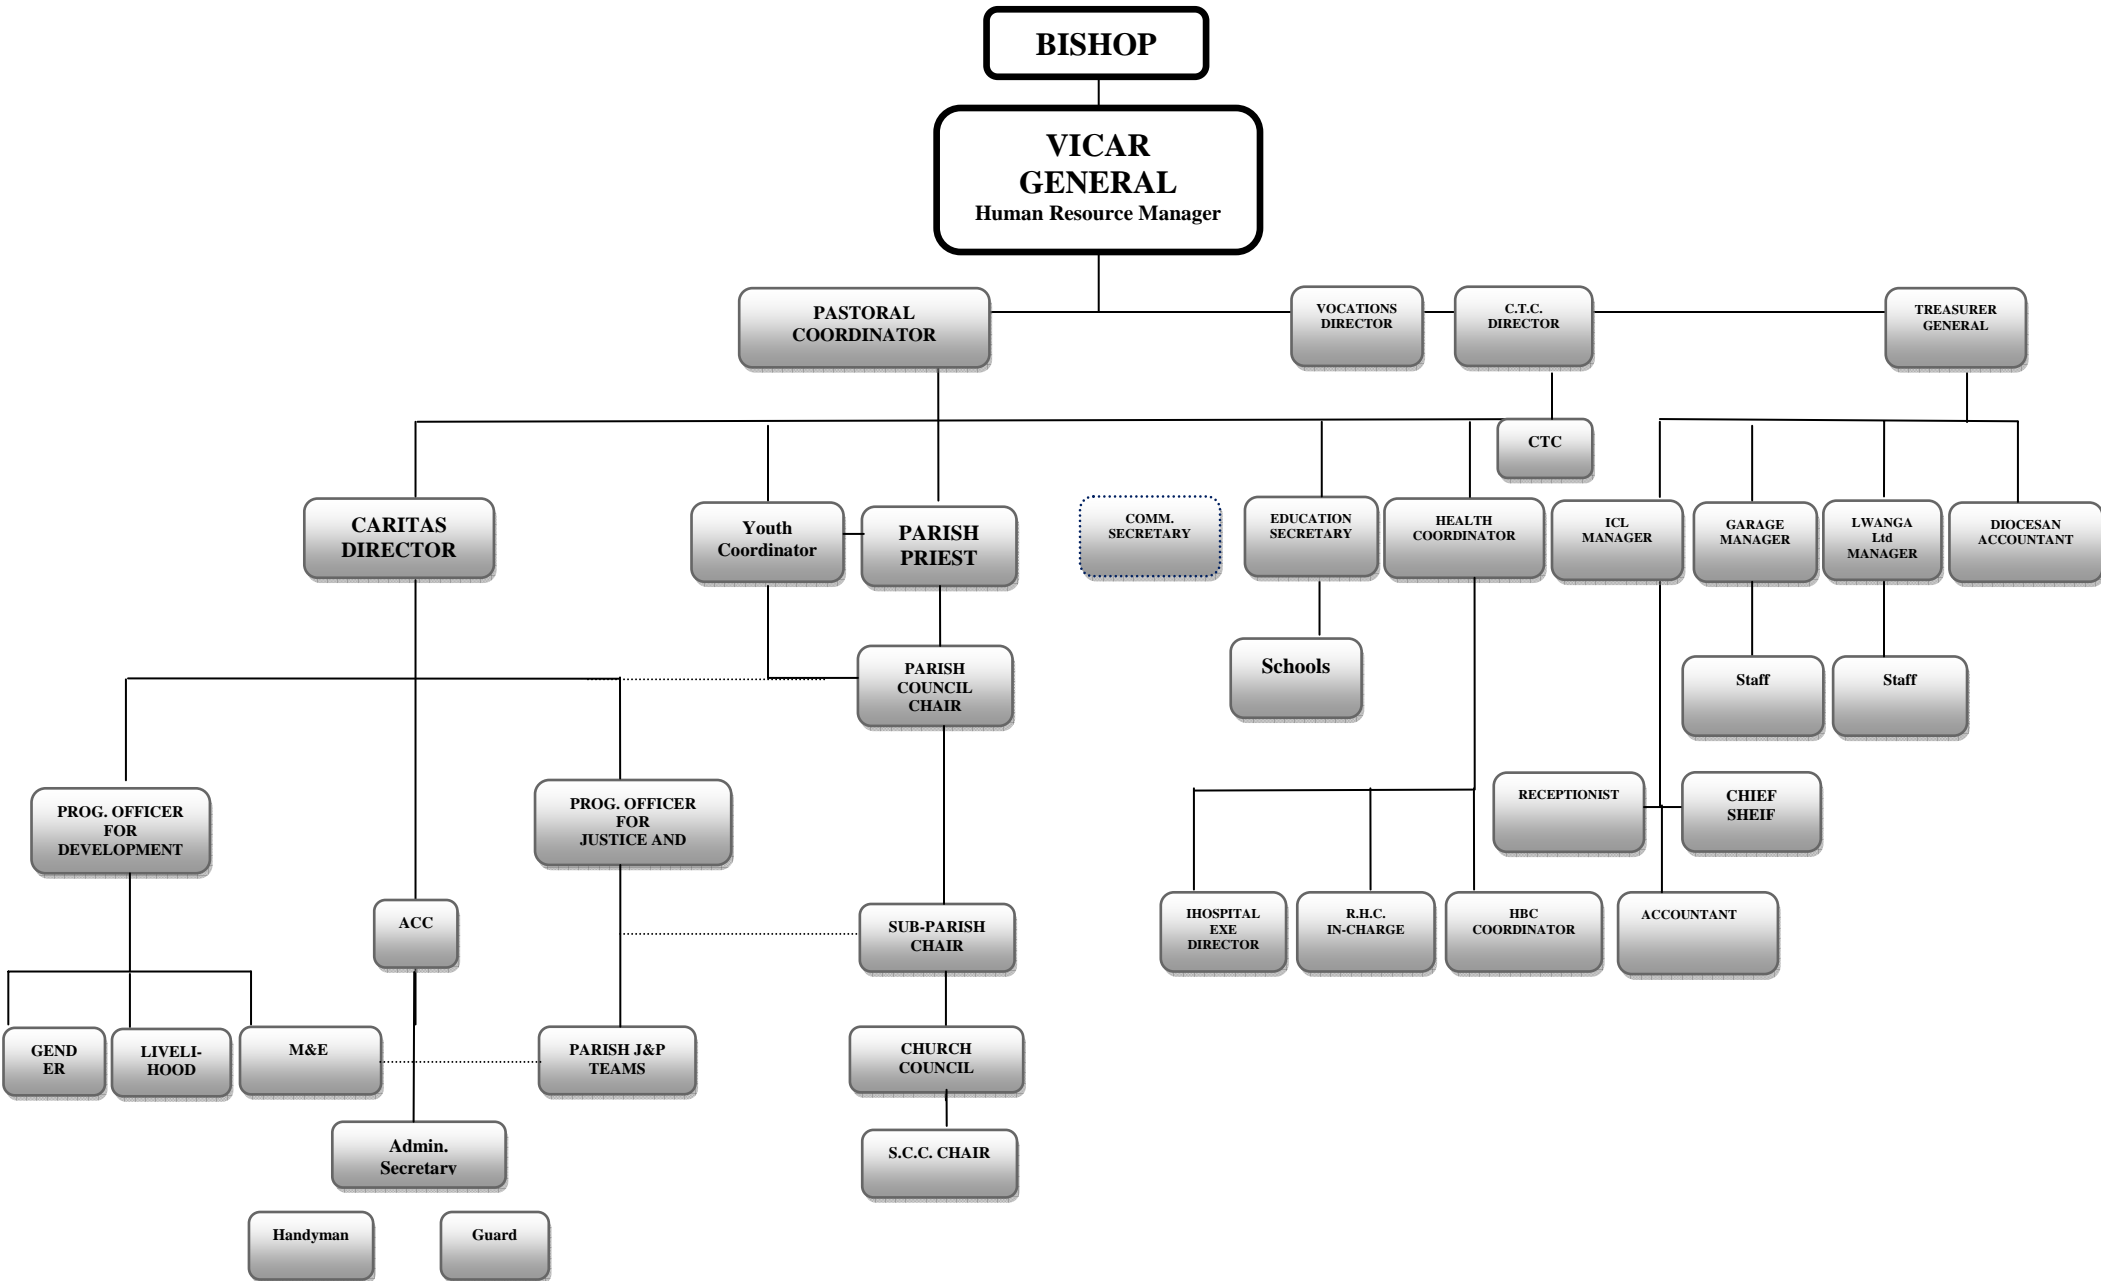 BISHOP
VICAR
GENERAL
Human Resource Manager
PASTORAL
COORDINATOR
VOCATIONS
DIRECTOR
C.T.C.
DIRECTOR
TREASURER
GENERAL
CTC
CARITAS
DIRECTOR
Youth
Coordinator
PARISH
PRIEST
COMM.
SECRETARY
EDUCATION
SECRETARY
HEALTH
COORDINATOR
ICL
MANAGER
GARAGE
MANAGER
LWANGA
Ltd
MANAGER
DIOCESAN
ACCOUNTANT
Schools
PARISH
COUNCIL
CHAIR
Staff
Staff
PROG. OFFICER
FOR
DEVELOPMENT
PROG. OFFICER
FOR
JUSTICE AND
RECEPTIONIST
CHIEF
SHEIF
ACC
SUB-PARISH
CHAIR
IHOSPITAL
EXE
DIRECTOR
R.H.C.
IN-CHARGE
HBC
COORDINATOR
ACCOUNTANT
GEND
ER
LIVELI-
HOOD
M&E
PARISH J&P
TEAMS
CHURCH
COUNCIL
Admin.
Secretary
S.C.C. CHAIR
Handyman
Guard